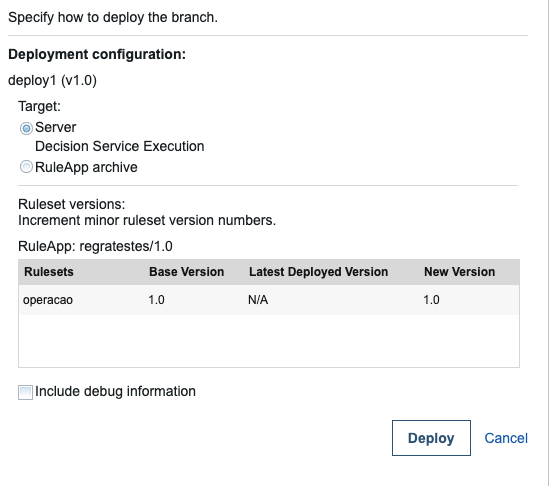 Specify how to deploy the branch.
Deployment configuration:
deploy1 (v1.0)
Target:
Server
Decision Service Execution
RuleApp archive
Ruleset versions:
Increment minor ruleset version numbers.
RuleApp: regratestes/1.0
Rulesets Base Version Latest Deployed Version New Version
operacao 1.0 N/A 1.0
Include debug information
Deploy Cancel